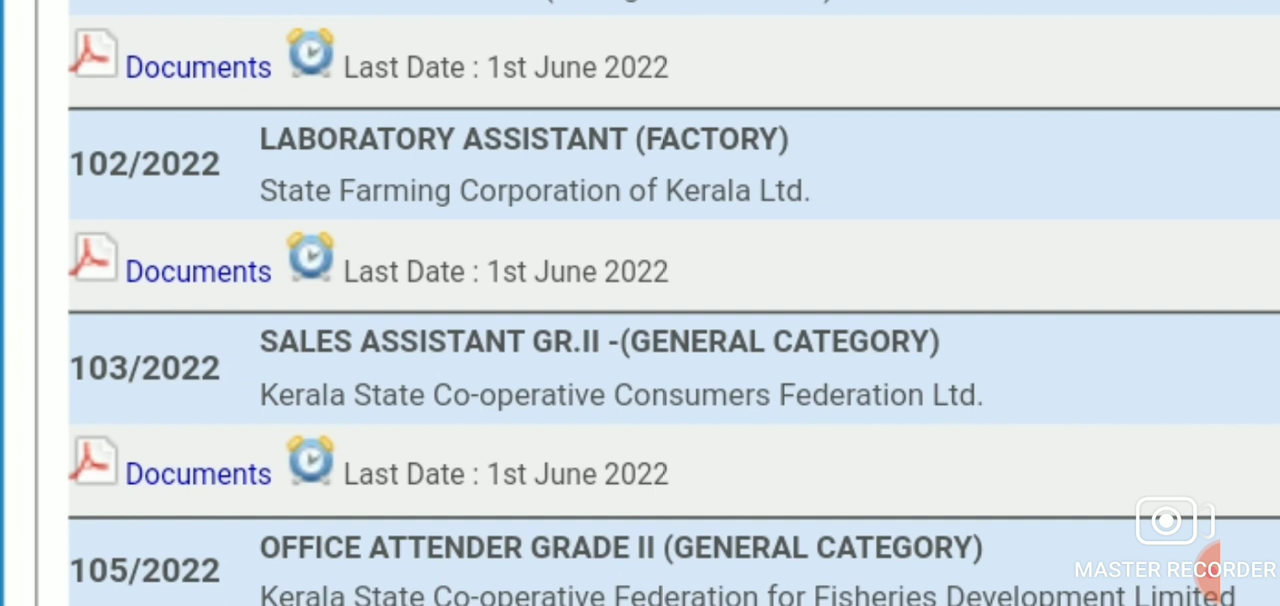 Documents Last Date : 1st June 2022
LABORATORY ASSISTANT (FACTORY)
102/2022
State Farming Corporation of Kerala Ltd.
Documents Last Date : 1st June 2022
SALES ASSISTANT GR.II -(GENERAL CATEGORY)
103/2022
Kerala State Co-operative Consumers Federation Ltd.
Documents Last Date : 1st June 2022
OFFICE ATTENDER GRADE II (GENERAL CATEGORY)
105/2022
Kerala State Co-operative Federation for Fisheries Development Limited
MASTER RECORDER